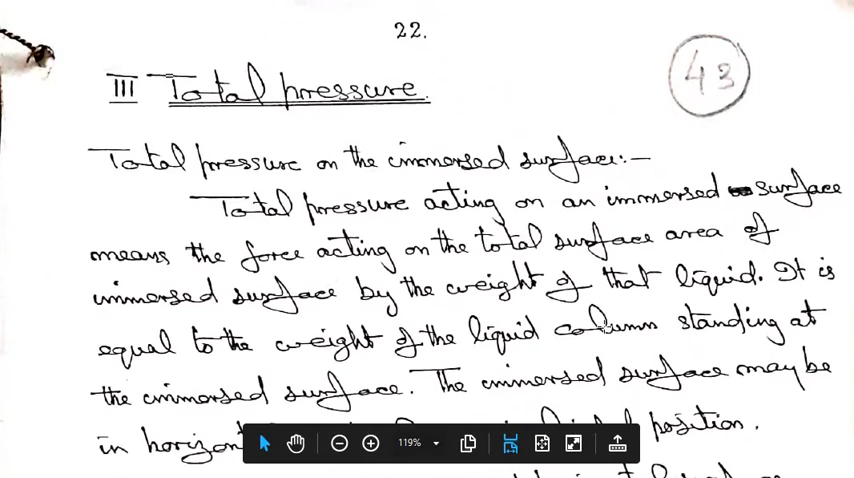 22.
43
III Total pressure.
Total pressure on the immersed surface:-
Total pressure acting on an immersed surface
means the force acting on the total surface area of
immersed surface by the weight of that liquid. It is
equal to the weight of the liquid column standing at
the immersed surface. The immersed surface may be
in position.
119%